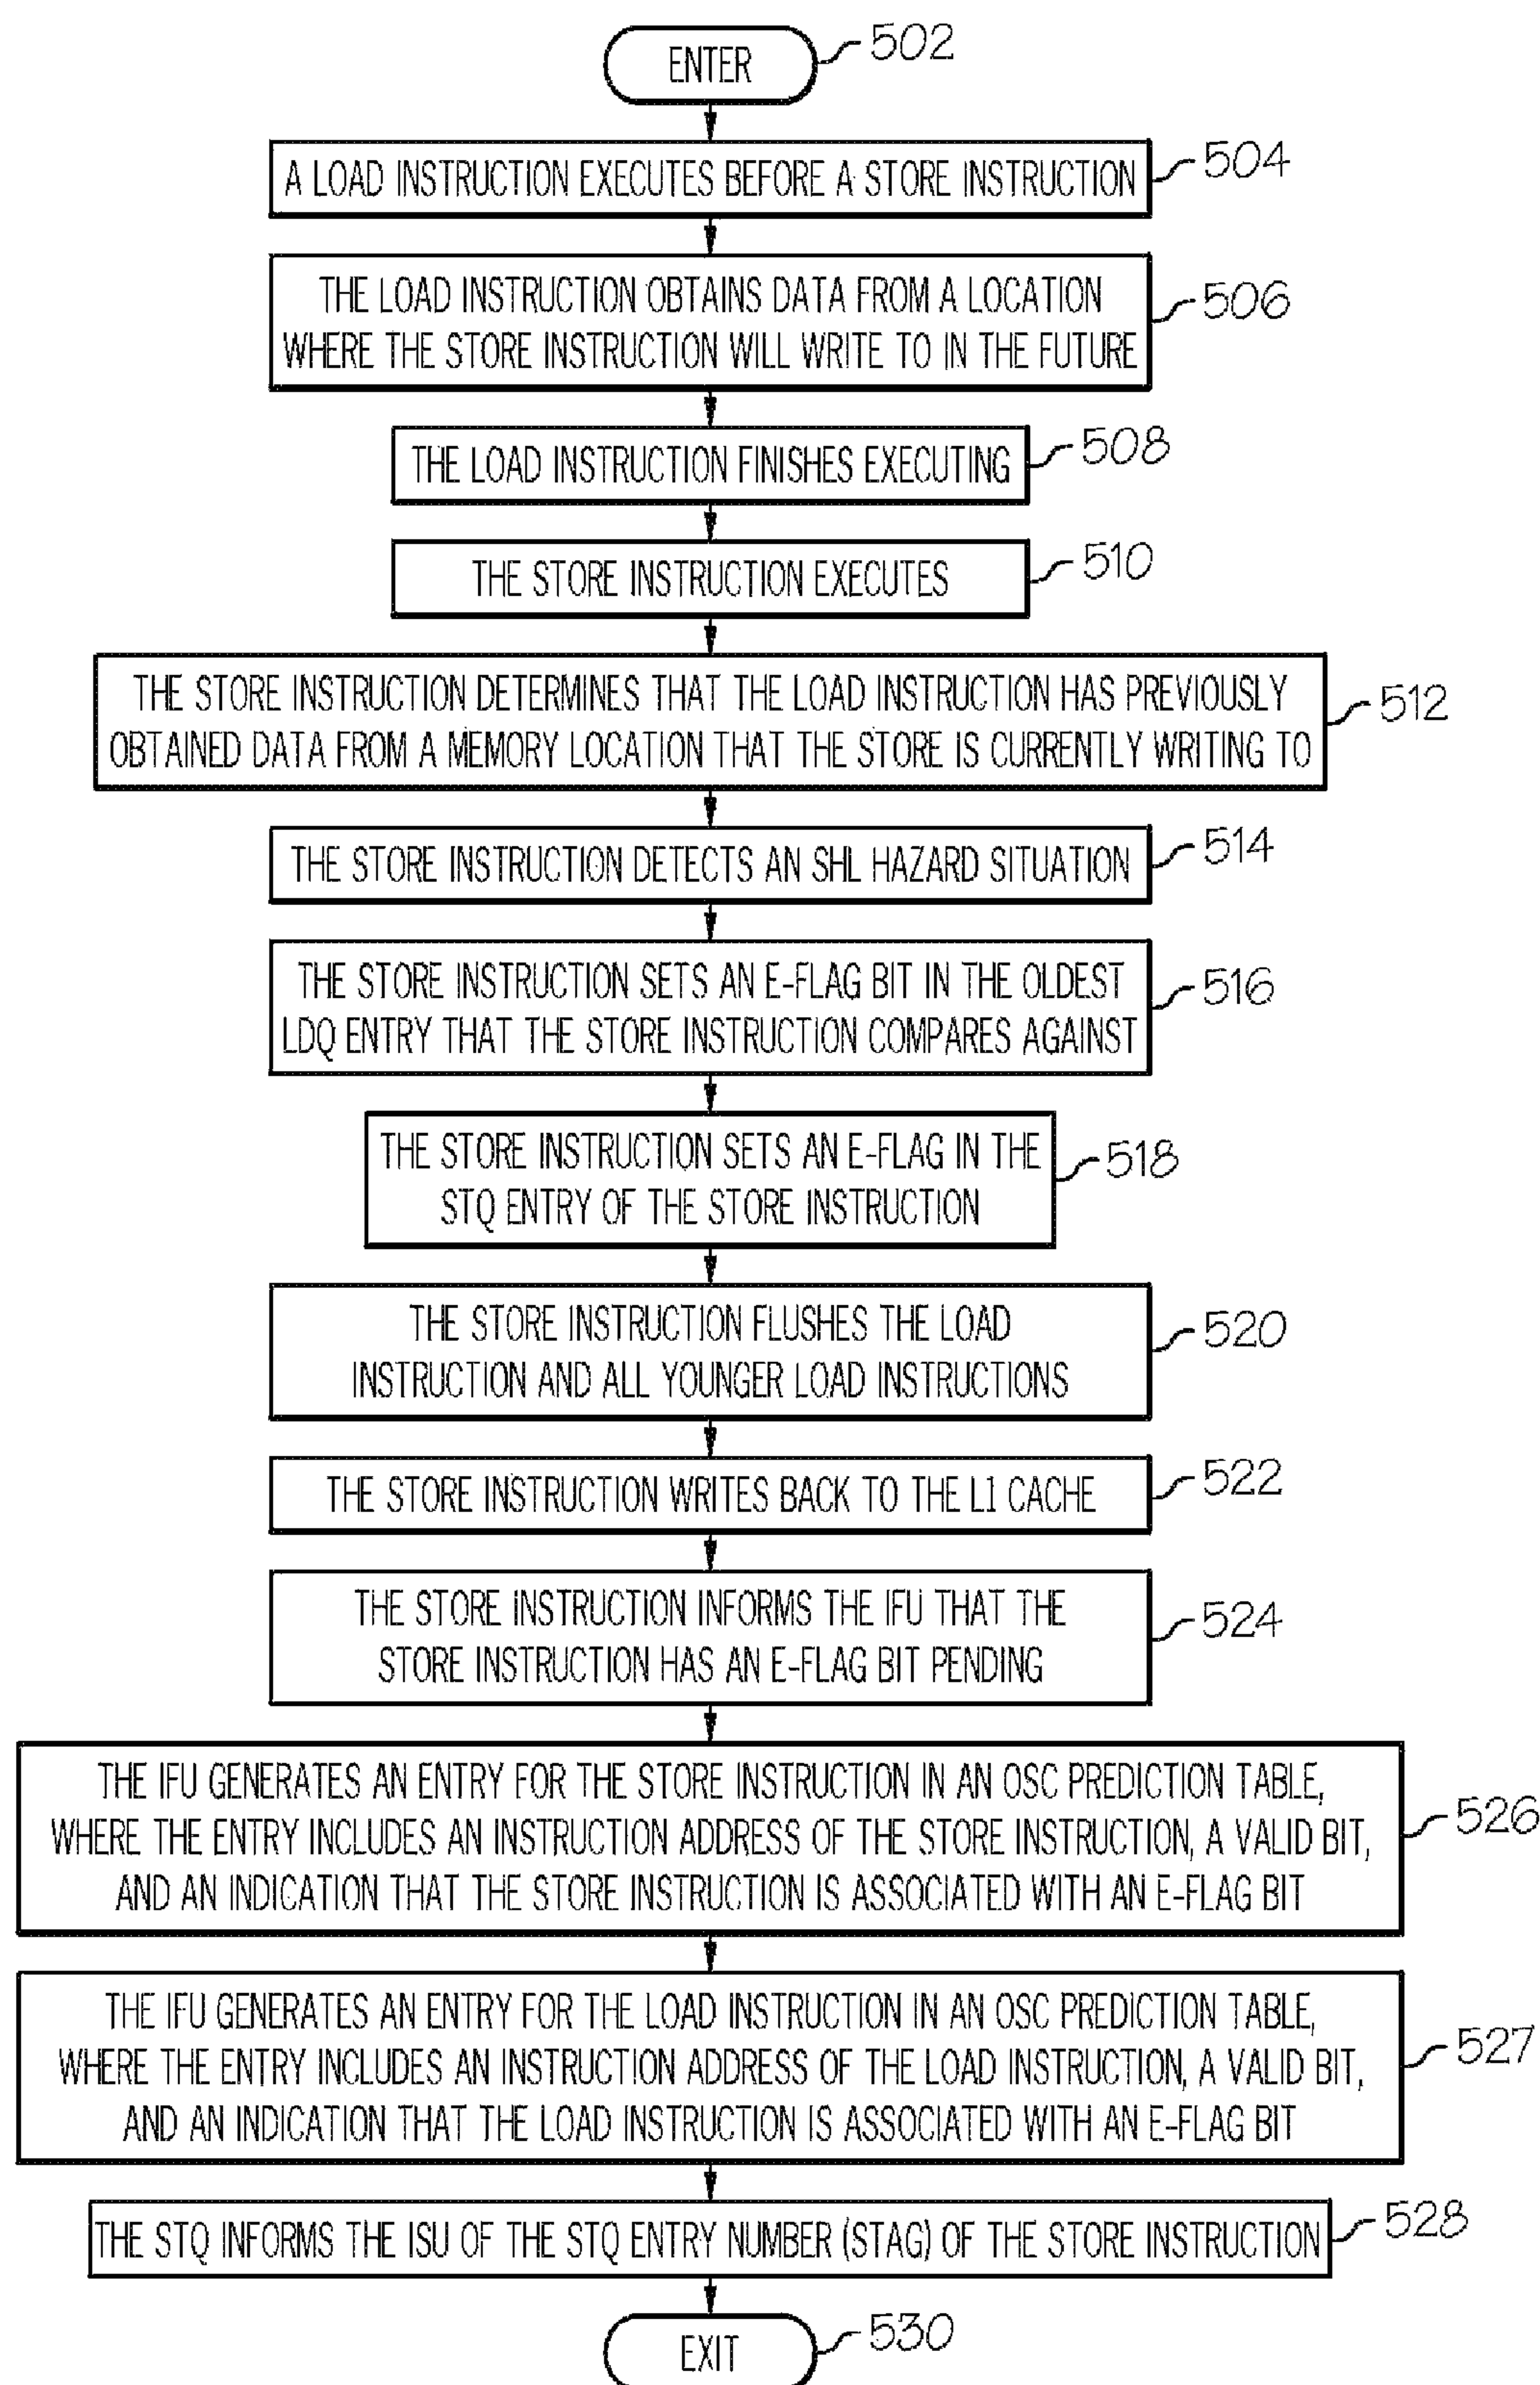 ENTER
502
A LOAD INSTRUCTION EXECUTES BEFORE A STORE INSTRUCTION
504
THE LOAD INSTRUCTION OBTAINS DATA FROM A LOCATION
WHERE THE STORE INSTRUCTION WILL WRITE TO IN THE FUTURE
506
THE LOAD INSTRUCTION FINISHES EXECUTING
508
THE STORE INSTRUCTION EXECUTES
510
THE STORE INSTRUCTION DETERMINES THAT THE LOAD INSTRUCTION HAS PREVIOUSLY
OBTAINED DATA FROM A MEMORY LOCATION THAT THE STORE IS CURRENTLY WRITING TO
512
THE STORE INSTRUCTION DETECTS AN SHL HAZARD SITUATION
514
THE STORE INSTRUCTION SETS AN E-FLAG BIT IN THE OLDEST
LDQ ENTRY THAT THE STORE INSTRUCTION COMPARES AGAINST
516
THE STORE INSTRUCTION SETS AN E-FLAG IN THE
STQ ENTRY OF THE STORE INSTRUCTION
518
THE STORE INSTRUCTION FLUSHES THE LOAD
INSTRUCTION AND ALL YOUNGER LOAD INSTRUCTIONS
520
THE STORE INSTRUCTION WRITES BACK TO THE L1 CACHE
522
THE STORE INSTRUCTION INFORMS THE IFU THAT THE
STORE INSTRUCTION HAS AN E-FLAG BIT PENDING
524
THE IFU GENERATES AN ENTRY FOR THE STORE INSTRUCTION IN AN OSC PREDICTION TABLE,
WHERE THE ENTRY INCLUDES AN INSTRUCTION ADDRESS OF THE STORE INSTRUCTION, A VALID BIT,
AND AN INDICATION THAT THE STORE INSTRUCTION IS ASSOCIATED WITH AN E-FLAG BIT
526
THE IFU GENERATES AN ENTRY FOR THE LOAD INSTRUCTION IN AN OSC PREDICTION TABLE,
WHERE THE ENTRY INCLUDES AN INSTRUCTION ADDRESS OF THE LOAD INSTRUCTION, A VALID BIT,
AND AN INDICATION THAT THE LOAD INSTRUCTION IS ASSOCIATED WITH AN E-FLAG BIT
527
THE STQ INFORMS THE ISU OF THE STQ ENTRY NUMBER (STAG) OF THE STORE INSTRUCTION
528
EXIT
530